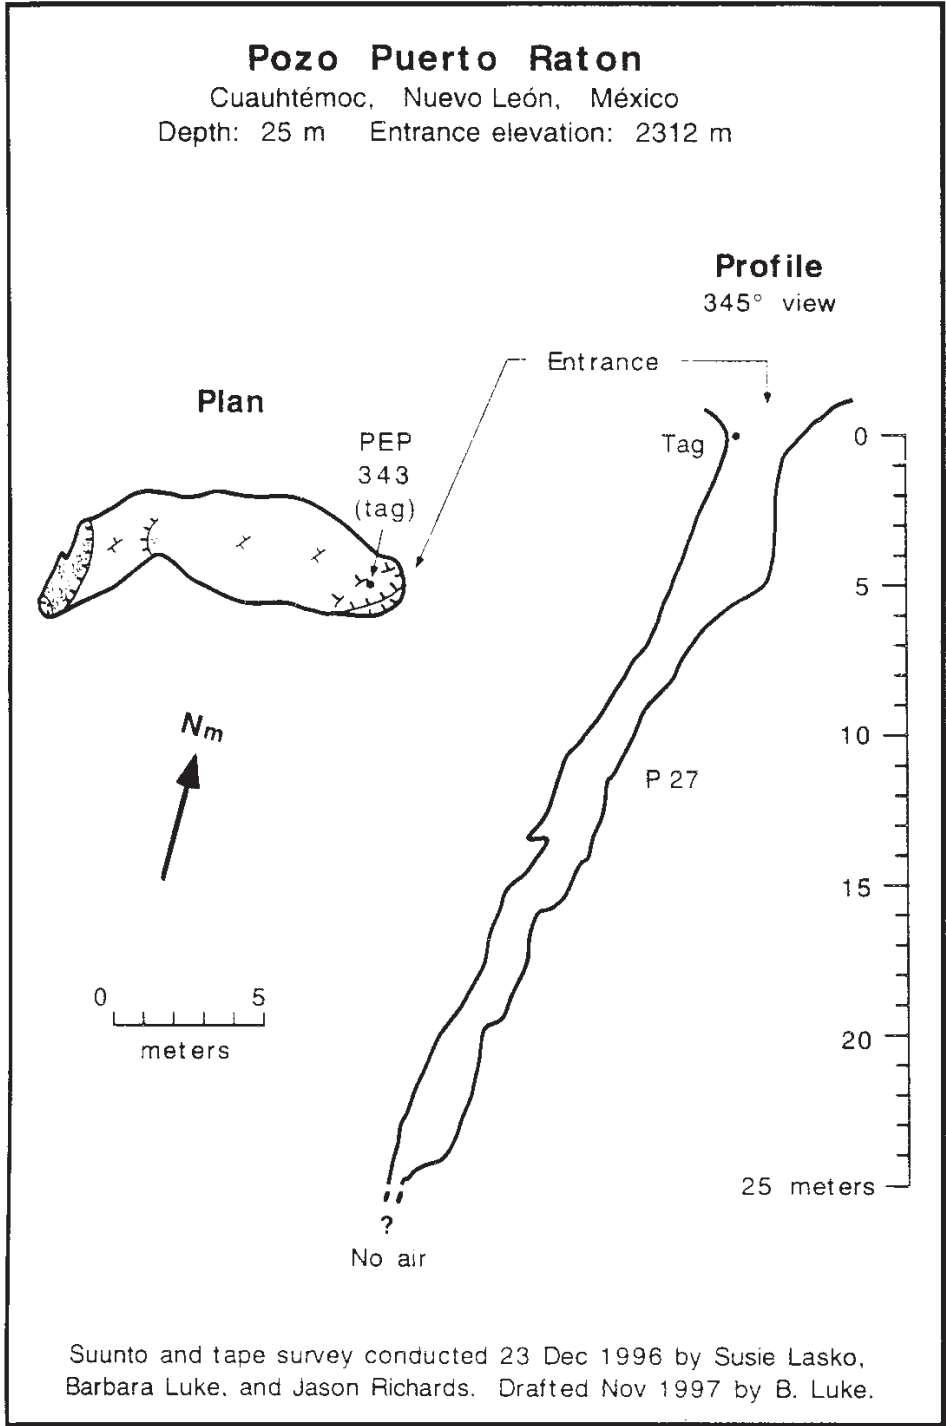 Pozo Puerto Raton
Cuauhtémoc, Nuevo León, México
Depth: 25 m Entrance elevation: 2312 m
Profile
345° view
Entrance
Plan
PEP
343
(tag)
Tag
0
5
10
P 27
15
20
25 meters
Nm
0 5
meters
?
No air
Suunto and tape survey conducted 23 Dec 1996 by Susie Lasko,
Barbara Luke, and Jason Richards. Drafted Nov 1997 by B. Luke.